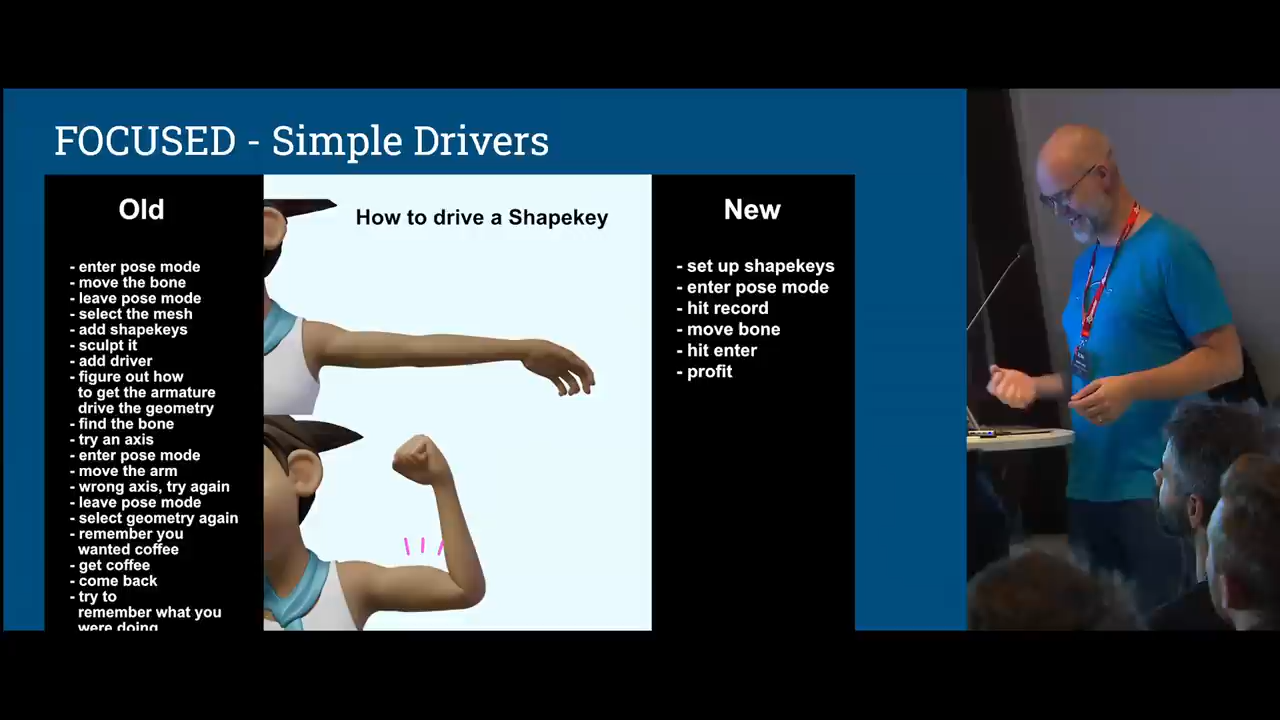 FOCUSED - Simple Drivers
Old
- enter pose mode
- move the bone
- leave pose mode
- select the mesh
- add shapekeys
- sculpt it
- add driver
- figure out how
to get the armature
drive the geometry
- find the bone
- try an axis
- enter pose mode
- move the arm
- wrong axis, try again
- leave pose mode
- select geometry again
- remember you
wanted coffee
- get coffee
- come back
- try to
remember what you
were doing
How to drive a Shapekey
New
- set up shapekeys
- enter pose mode
- hit record
- move bone
- hit enter
- profit